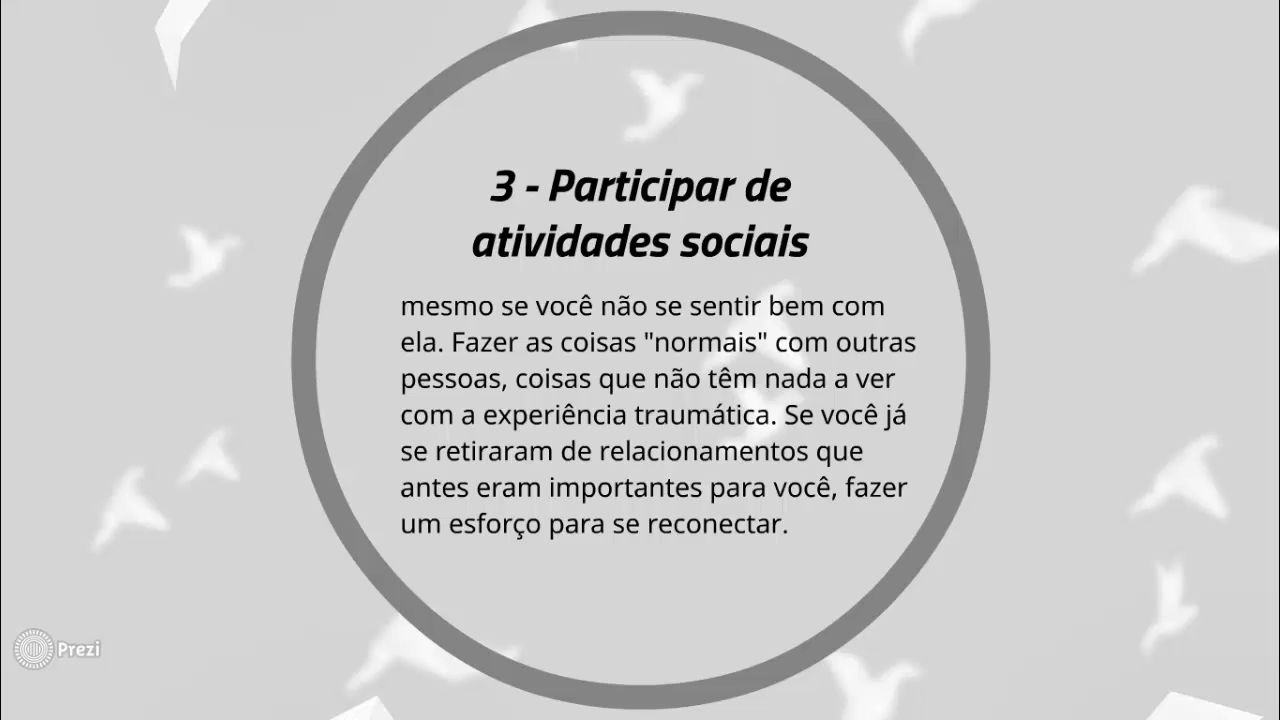 3 - Participar de
atividades sociais
mesmo se você não se sentir bem com
ela. Fazer as coisas "normais" com outras
pessoas, coisas que não têm nada a ver
com a experiência traumática. Se você já
se retiraram de relacionamentos que
antes eram importantes para você, fazer
um esforço para se reconectar.
Prezi